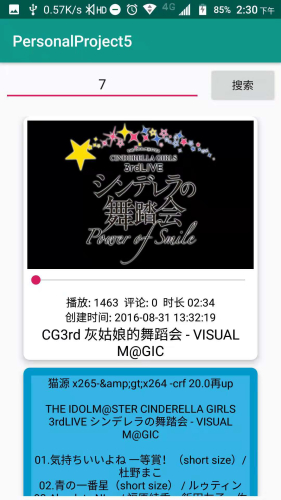 0.57K/s HD 4G 85% 2:30 下午
PersonalProject5
7
搜索
CINDERELLA GIRLS
3rdLIVE
シンデレラの
舞踏会
Power of Smile
播放: 1463 评论: 0 时长 02:34
创建时间: 2016-08-31 13:32:19
CG3rd 灰姑娘的舞蹈会 - VISUAL
M@GIC
猫源 x265-&amp;gt;x264 -crf 20.0再up
THE IDOLM@STER CINDERELLA GIRLS
3rdLIVE シンデレラの舞踏会 - VISUAL
M@GIC
01.気持ちいいよね 一等賞! （short size）/
杜野まこ
02.青の一番星（short size）/ ルゥティン